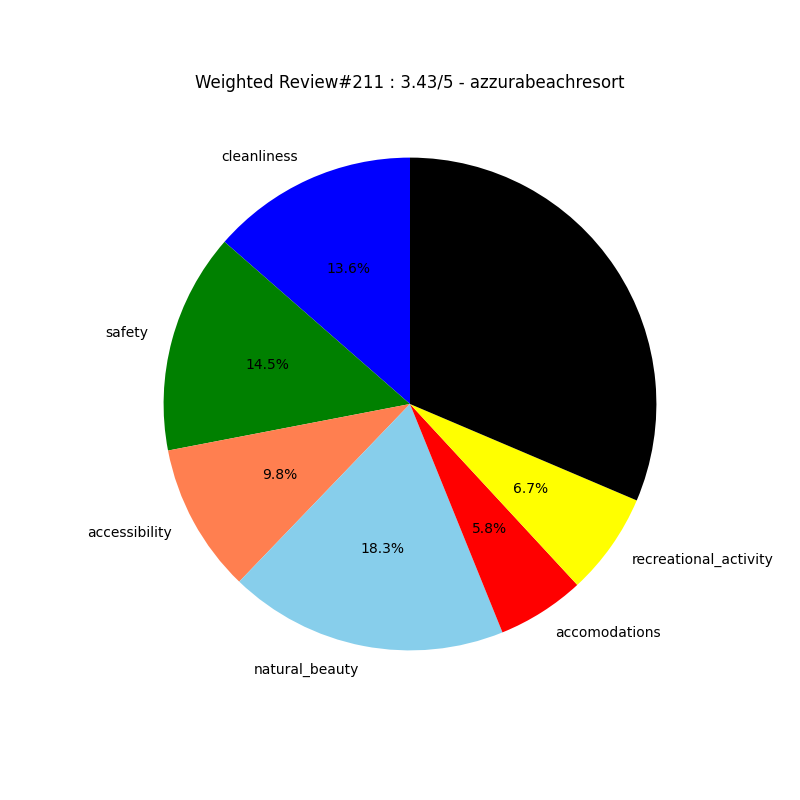 Weighted Review#211 : 3.43/5 - azzurabeachresort
cleanliness
13.6%
safety
14.5%
accessibility
9.8%
natural_beauty
18.3%
accomodations
5.8%
recreational_activity
6.7%